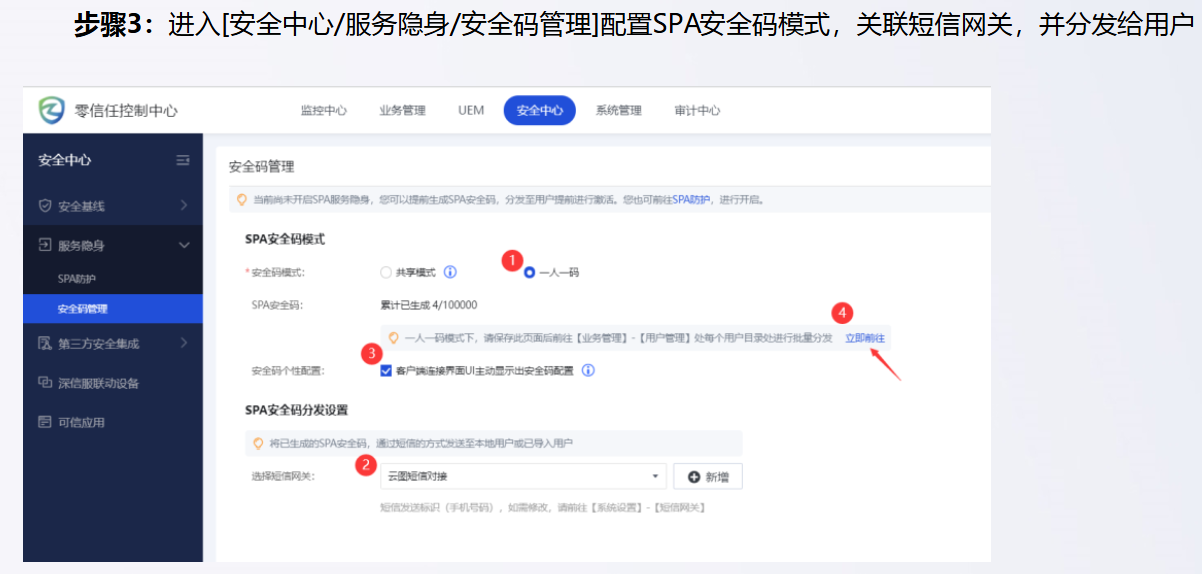 步骤3：进入[安全中心/服务隐身/安全码管理]配置SPA安全码模式，关联短信网关，并分发给用户
零信任控制中心 监控中心 业务管理 UEM 安全中心 系统管理 审计中心
安全中心
安全基线
服务隐身
SPA防护
安全码管理
第三方安全集成
深信服联动设备
可信应用
安全码管理
当前尚未开启SPA服务隐身，您可以提前生成SPA安全码，分发至用户提前进行激活。您也可前往SPA防护，进行开启。
SPA安全码模式
*安全码模式： 共享模式 1 一人一码
SPA安全码： 累计已生成 4/100000
4
一人一码模式下，请保存此页面后前往【业务管理】-【用户管理】处每个用户目录处进行批量分发 立即前往
3
安全码个性配置： 客户端连接界面UI主动显示出安全码配置
SPA安全码分发设置
将已生成的SPA安全码，通过短信的方式发送至本地用户或已导入用户
2
选择短信网关： 云图短信对接 新增
短信发送标识（手机号码），如需修改，请前往【系统设置】-【短信网关】